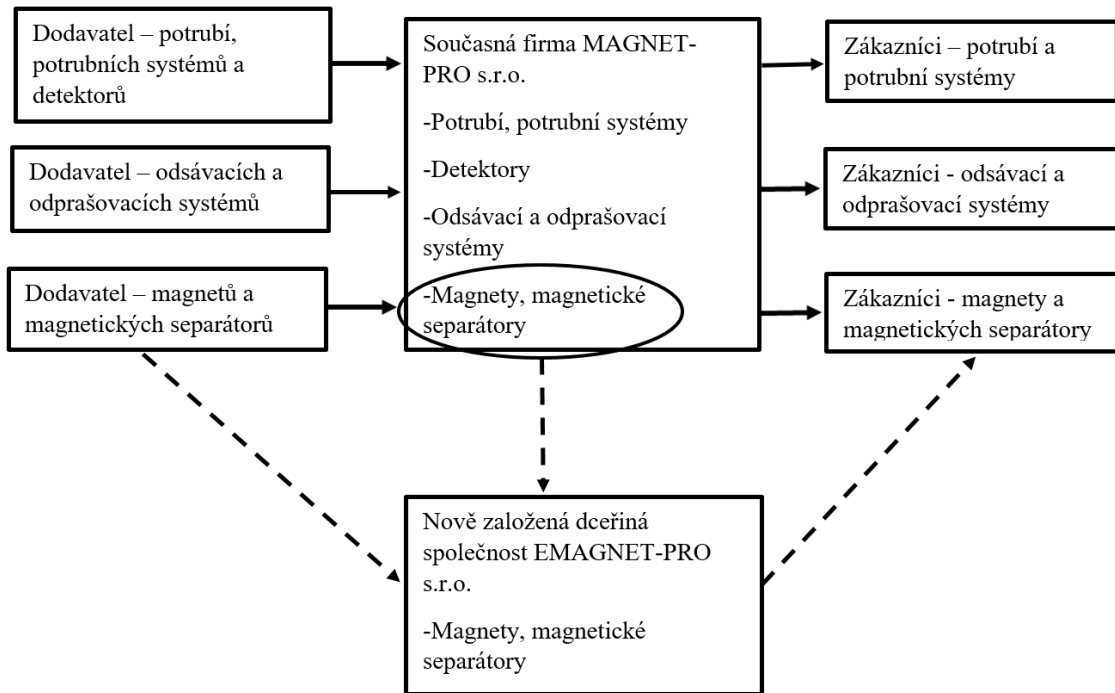 Dodavatel – potrubí,
potrubních systémů a
detektorů
Dodavatel – odsávacích a
odprašovacích systémů
Dodavatel – magnetů a
magnetických separátorů
Současná firma MAGNET-
PRO s.r.o.
-Potrubí, potrubní systémy
-Detektory
-Odsávací a odprašovací
systémy
-Magnety, magnetické
separátory
Zákazníci – potrubí a
potrubní systémy
Zákazníci - odsávací a
odprašovací systémy
Zákazníci - magnety a
magnetických separátory
Nově založená dceřiná
společnost EMAGNET-PRO
s.r.o.
-Magnety, magnetické
separátory